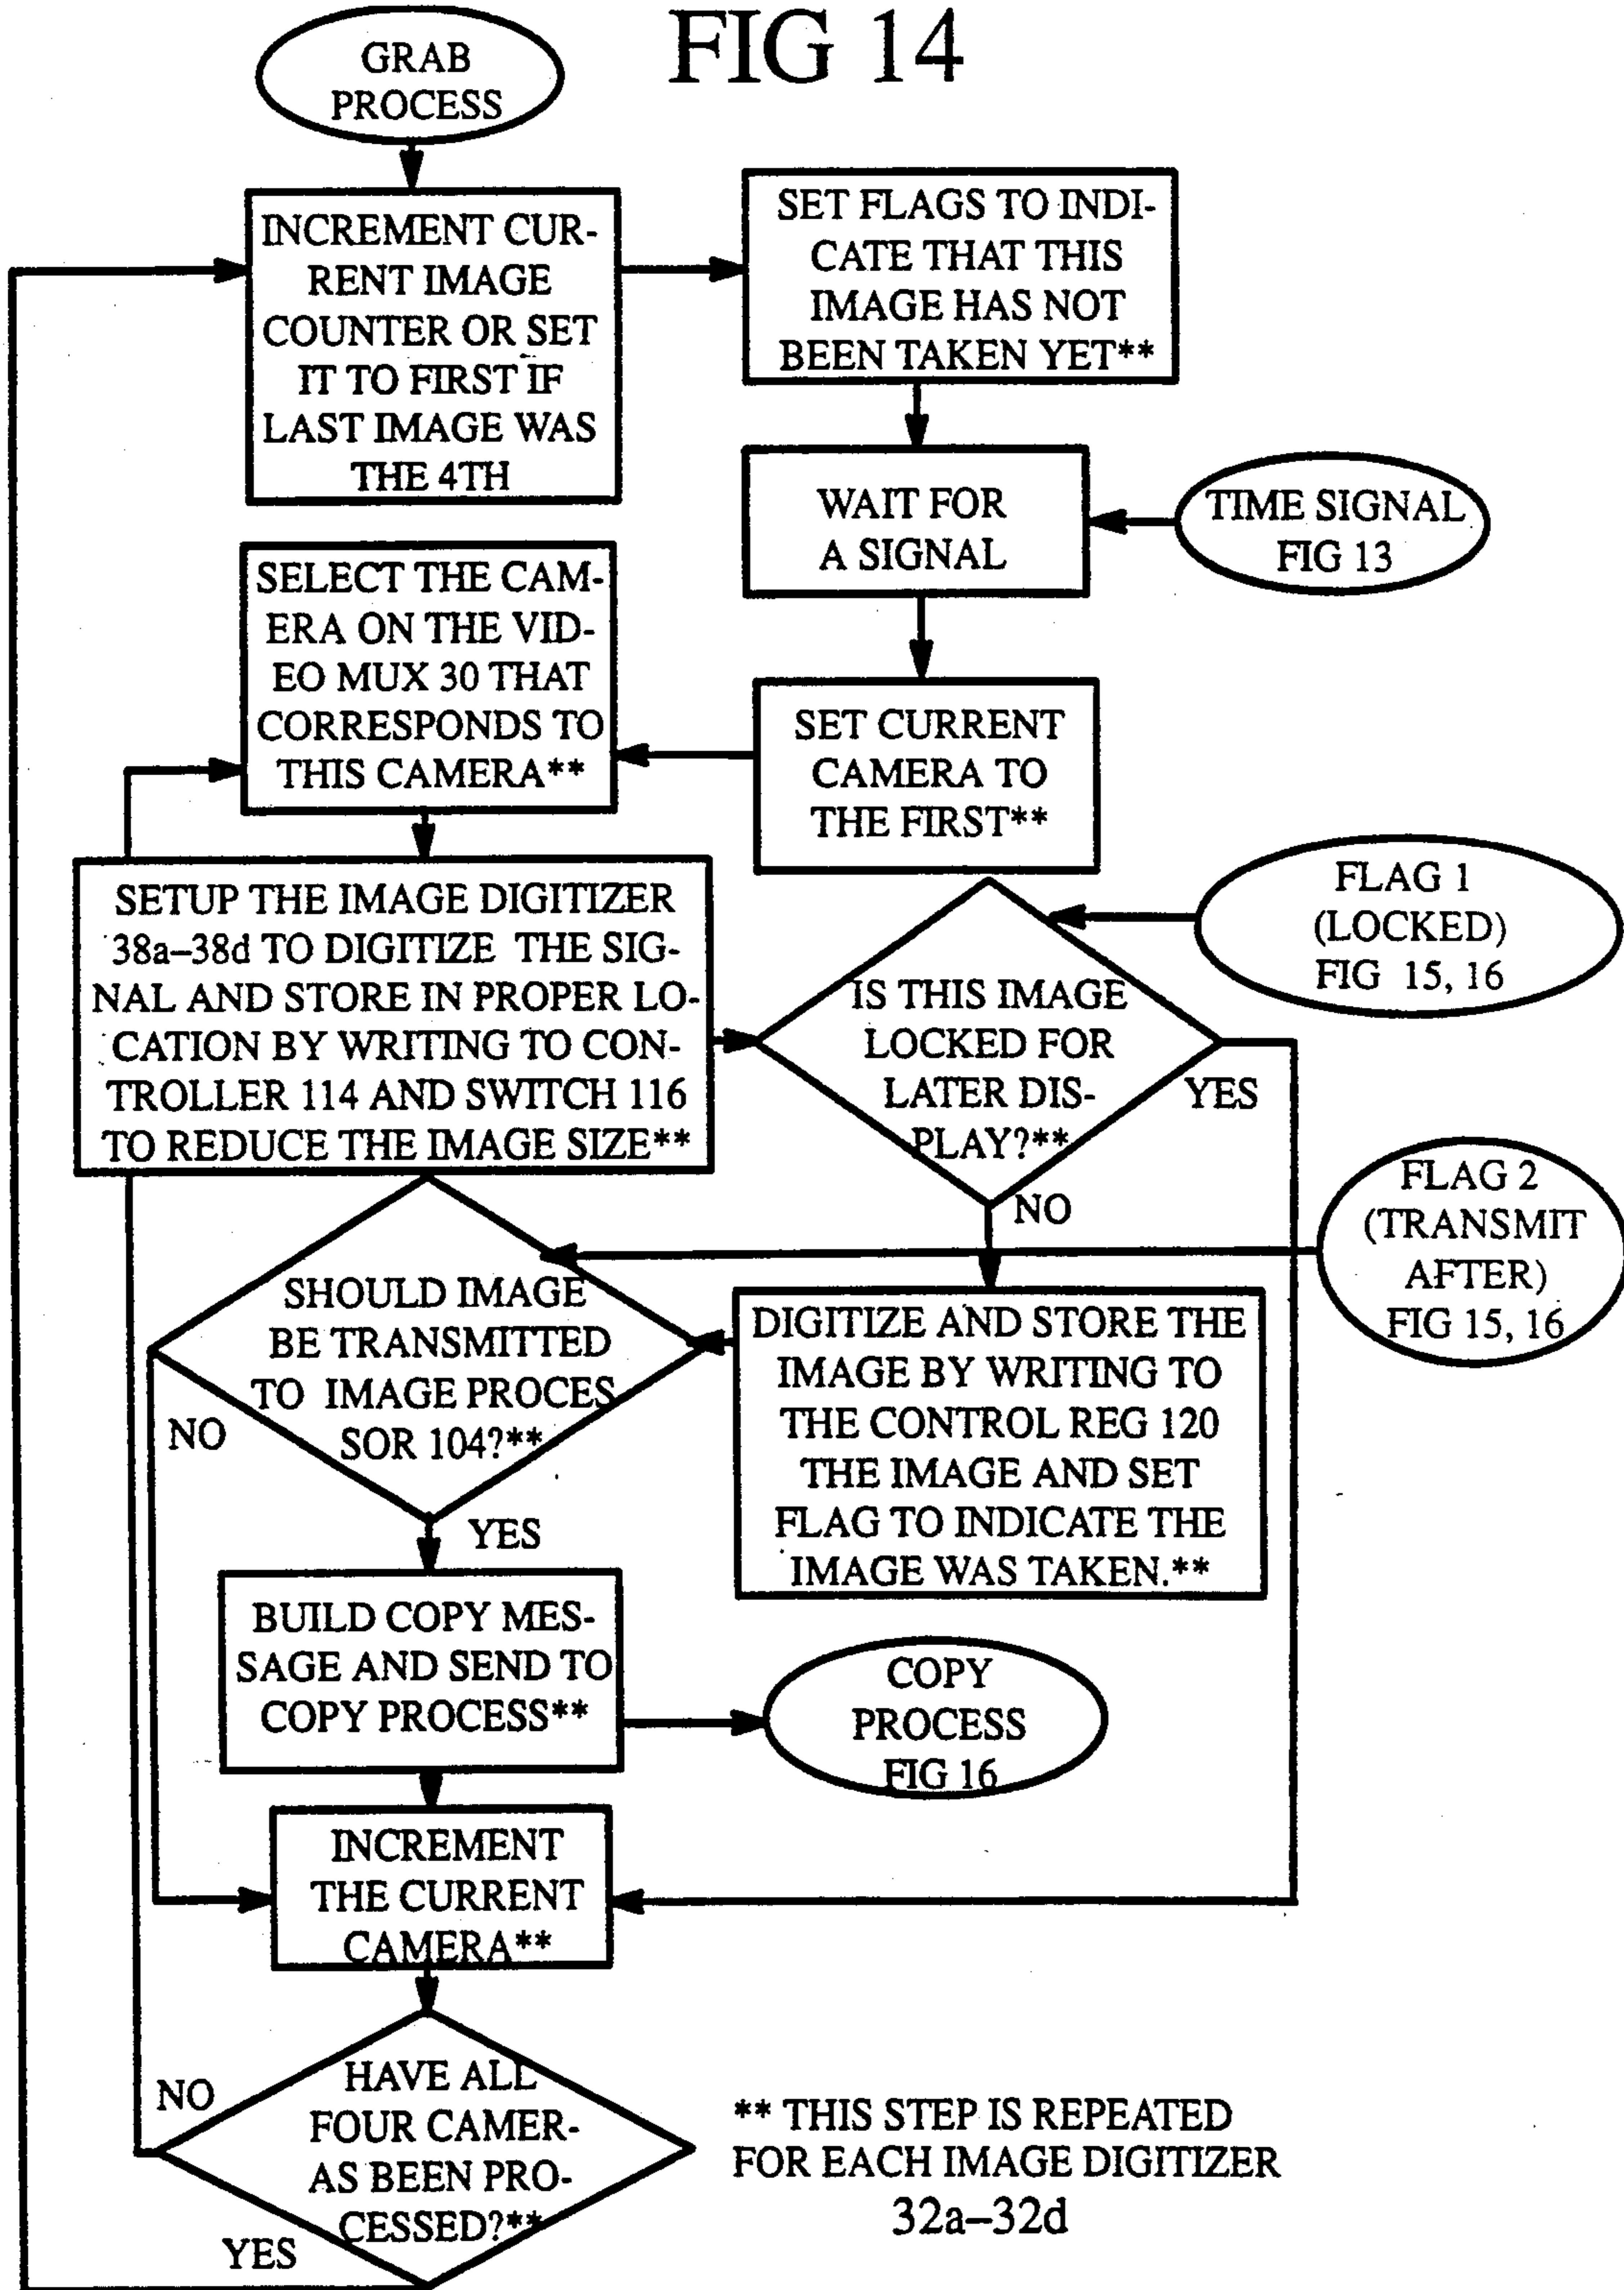 FIG 14
GRAB
PROCESS
INCREMENT CUR-
RENT IMAGE
COUNTER OR SET
IT TO FIRST IF
LAST IMAGE WAS
THE 4TH
SET FLAGS TO INDI-
CATE THAT THIS
IMAGE HAS NOT
BEEN TAKEN YET**
WAIT FOR
A SIGNAL
TIME SIGNAL
FIG 13
SELECT THE CAM-
ERA ON THE VID-
EO MUX 30 THAT
CORRESPONDS TO
THIS CAMERA**
SET CURRENT
CAMERA TO
THE FIRST**
SETUP THE IMAGE DIGITIZER
38a–38d TO DIGITIZE THE SIG-
NAL AND STORE IN PROPER LO-
CATION BY WRITING TO CON-
TROLLER 114 AND SWITCH 116
TO REDUCE THE IMAGE SIZE**
FLAG 1
(LOCKED)
FIG 15, 16
IS THIS IMAGE
LOCKED FOR
LATER DIS-
PLAY?**
YES
NO
FLAG 2
(TRANSMIT
AFTER)
FIG 15, 16
SHOULD IMAGE
BE TRANSMITTED
TO IMAGE PROCES
SOR 104?**
NO
YES
DIGITIZE AND STORE THE
IMAGE BY WRITING TO
THE CONTROL REG 120
THE IMAGE AND SET
FLAG TO INDICATE THE
IMAGE WAS TAKEN.**
BUILD COPY MES-
SAGE AND SEND TO
COPY PROCESS**
COPY
PROCESS
FIG 16
INCREMENT
THE CURRENT
CAMERA**
HAVE ALL
FOUR CAMER-
AS BEEN PRO-
CESSED?**
NO
YES
** THIS STEP IS REPEATED
FOR EACH IMAGE DIGITIZER
32a–32d